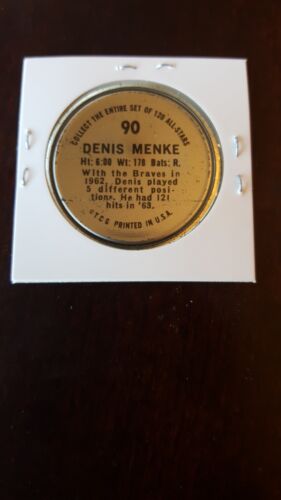 COLLECT THE ENTIRE SET OF 120 ALL-STARS
90
DENIS MENKE
Ht: 6:00 Wt: 178 Bats: R.
With the Braves in
1962, Denis played
5 different posi-
tions. He had 121
hits in '63.
©T.C.G. PRINTED IN U.S.A.